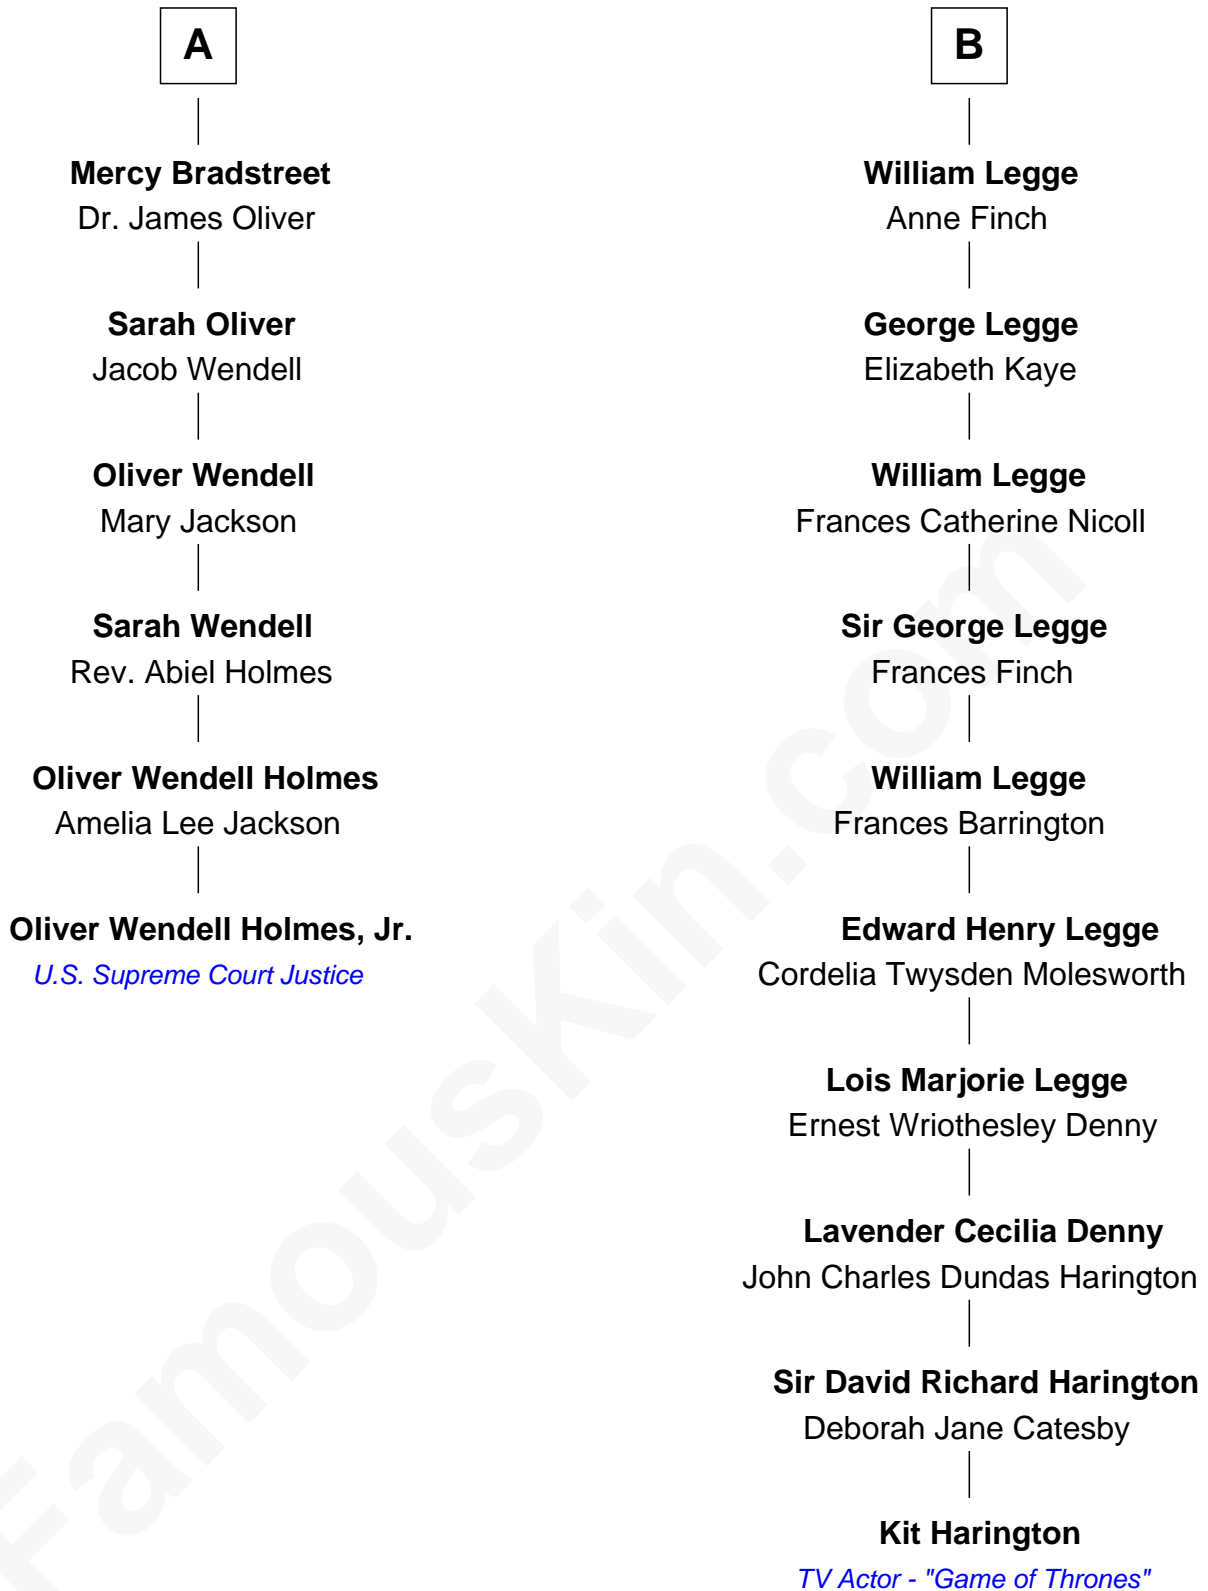 A
Mercy Bradstreet
Dr. James Oliver
Sarah Oliver
Jacob Wendell
Oliver Wendell
Mary Jackson
Sarah Wendell
Rev. Abiel Holmes
Oliver Wendell Holmes
Amelia Lee Jackson
Oliver Wendell Holmes, Jr.
U.S. Supreme Court Justice
B
William Legge
Anne Finch
George Legge
Elizabeth Kaye
William Legge
Frances Catherine Nicoll
Sir George Legge
Frances Finch
William Legge
Frances Barrington
Edward Henry Legge
Cordelia Twysden Molesworth
Lois Marjorie Legge
Ernest Wriothesley Denny
Lavender Cecilia Denny
John Charles Dundas Harington
Sir David Richard Harington
Deborah Jane Catesby
Kit Harington
TV Actor - "Game of Thrones"
FamousKin.com